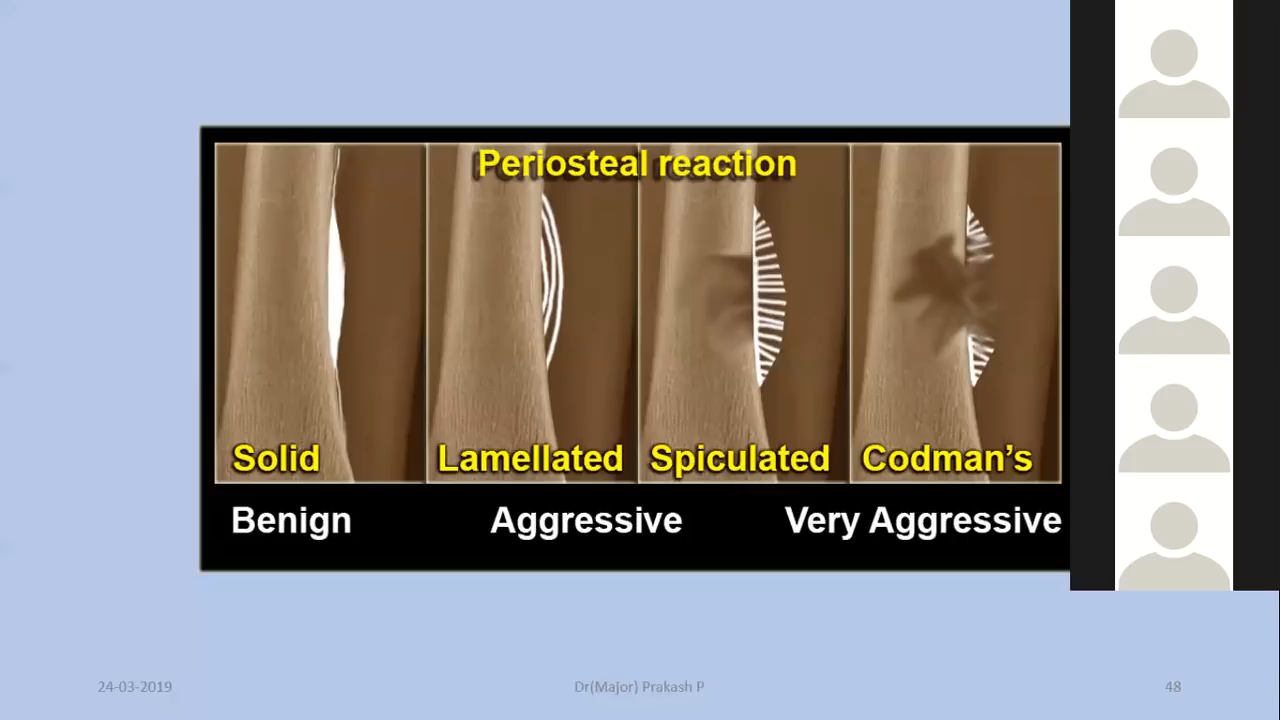 Periosteal reaction
Solid
Lamellated
Spiculated
Codman's
Benign
Aggressive
Very Aggressive
24-03-2019
Dr(Major) Prakash P
48